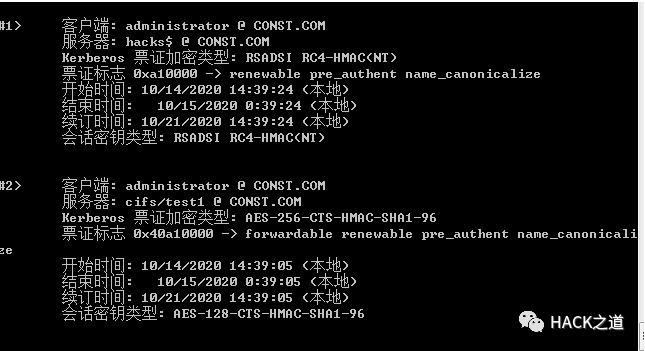 #1>     客户端: administrator @ CONST.COM
服务器: hacks$ @ CONST.COM
Kerberos 票证加密类型: RSADSI RC4-HMAC(NT)
票证标志 0xa10000 -> renewable pre_authent name_canonicalize
开始时间: 10/14/2020 14:39:24 (本地)
结束时间:   10/15/2020 0:39:24 (本地)
续订时间: 10/21/2020 14:39:24 (本地)
会话密钥类型: RSADSI RC4-HMAC(NT)
#2>     客户端: administrator @ CONST.COM
服务器: cifs/test1 @ CONST.COM
Kerberos 票证加密类型: AES-256-CTS-HMAC-SHA1-96
票证标志 0x40a10000 -> forwardable renewable pre_authent name_canonicali
ze
开始时间: 10/14/2020 14:39:05 (本地)
结束时间:   10/15/2020 0:39:05 (本地)
续订时间: 10/21/2020 14:39:05 (本地)
会话密钥类型: AES-128-CTS-HMAC-SHA1-96
HACK之道